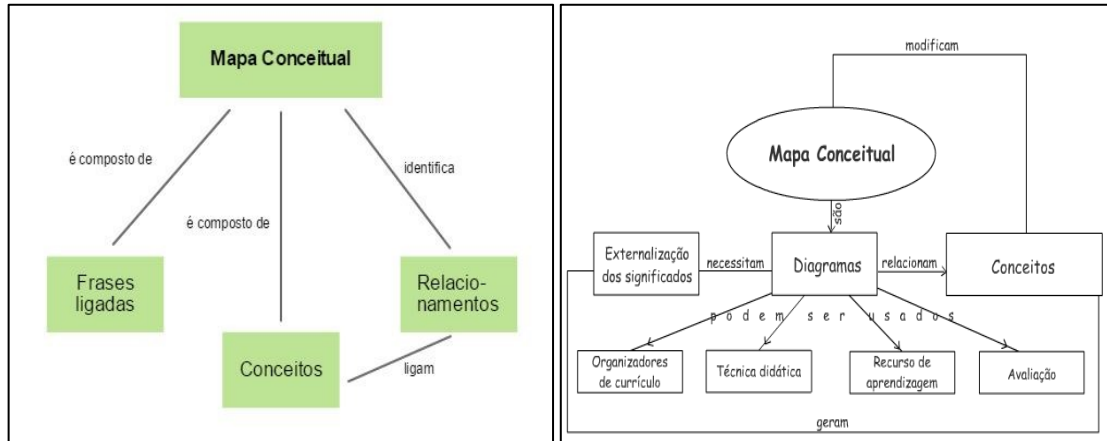 Mapa Conceitual
é composto de
identifica
é composto de
Frases
ligadas
Relacio-
namentos
Conceitos
ligam
modificam
Mapa Conceitual
são
Externalização
dos significados
necessitam
Diagramas
relacionam
Conceitos
podem ser usados
Organizadores
de currículo
Técnica didática
Recurso de
aprendizagem
Avaliação
geram